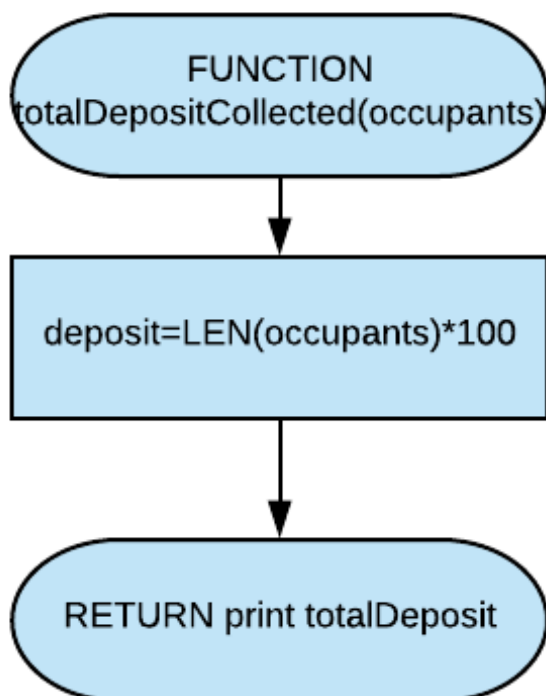 FUNCTION
totalDepositCollected(occupants)
deposit=LEN(occupants)*100
RETURN print totalDeposit